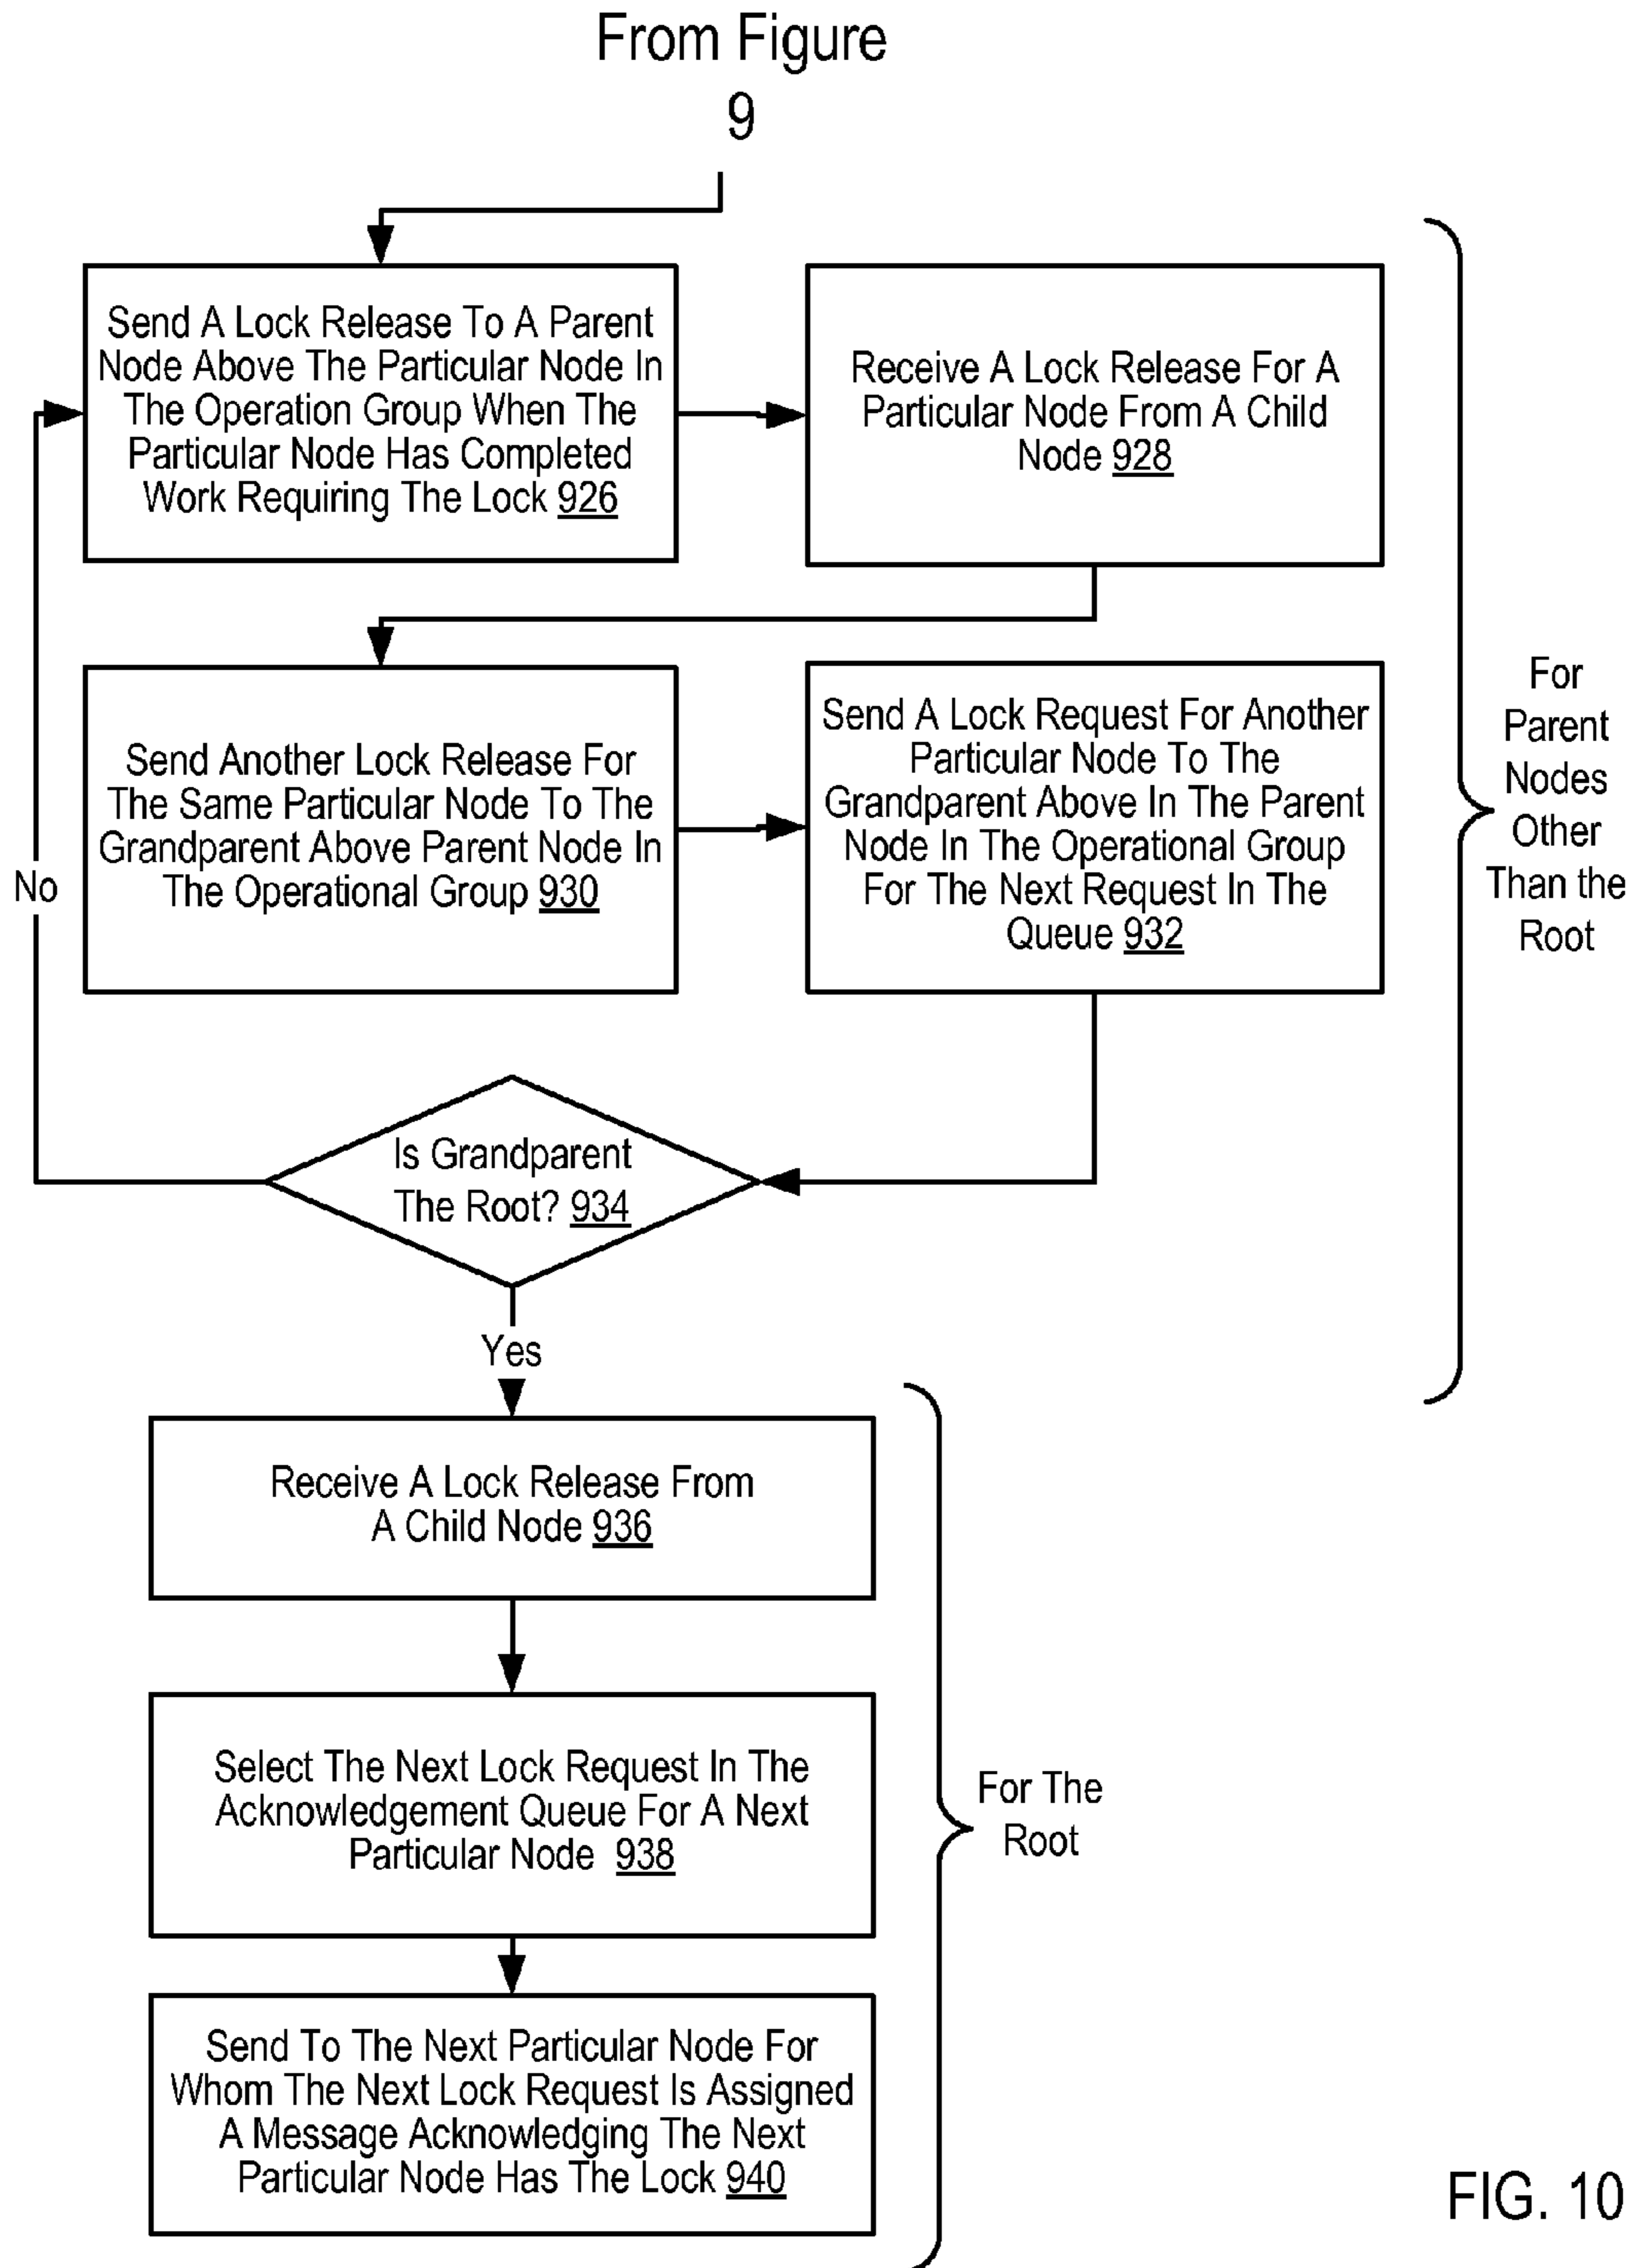 From Figure
9
Send A Lock Release To A Parent
Node Above The Particular Node In
The Operation Group When The
Particular Node Has Completed
Work Requiring The Lock 926
Receive A Lock Release For A
Particular Node From A Child
Node 928
Send Another Lock Release For
The Same Particular Node To The
Grandparent Above Parent Node In
The Operational Group 930
Send A Lock Request For Another
Particular Node To The
Grandparent Above In The Parent
Node In The Operational Group
For The Next Request In The
Queue 932
For
Parent
Nodes
Other
Than the
Root
No
Is Grandparent
The Root? 934
Yes
Receive A Lock Release From
A Child Node 936
Select The Next Lock Request In The
Acknowledgement Queue For A Next
Particular Node 938
For The
Root
Send To The Next Particular Node For
Whom The Next Lock Request Is Assigned
A Message Acknowledging The Next
Particular Node Has The Lock 940
FIG. 10